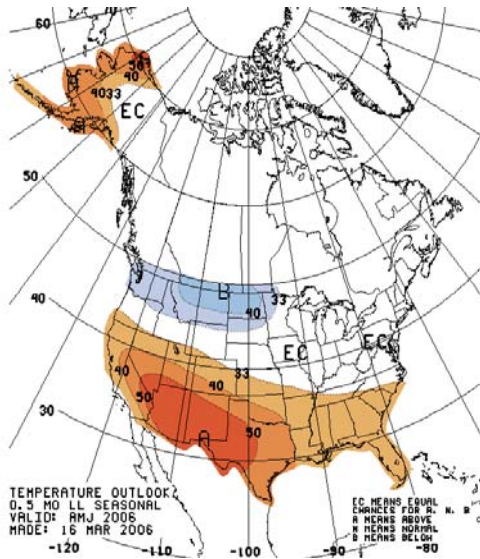 60
50
40
4033
EC
50
B
33
40
40
EC
EC
33
40
40
50
A
50
30
TEMPERATURE OUTLOOK
0.5 MO LL SEASONAL
VALID: AMJ 2006
MADE: 16 MAR 2006
EC MEANS EQUAL
CHANCES FOR A, N, B
A MEANS ABOVE
N MEANS NORMAL
B MEANS BELOW
-120
-110
-100
-90
-80